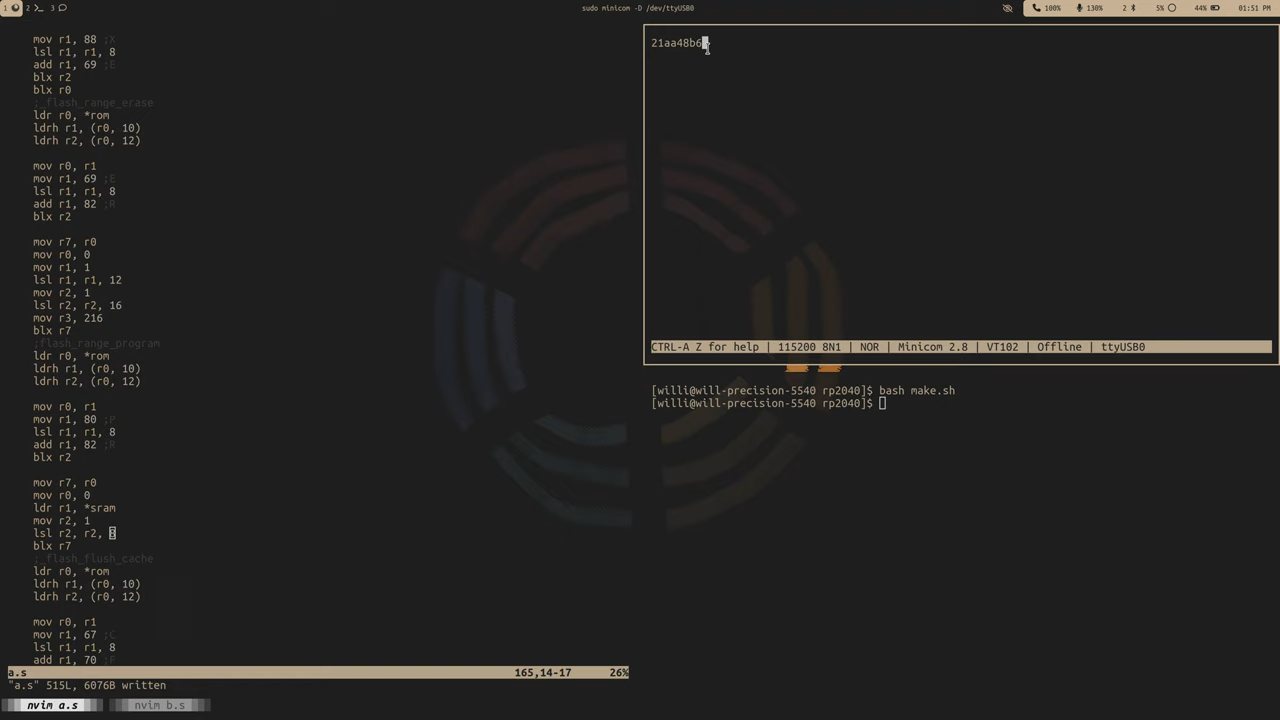 1 2 3 sudo minicom -D /dev/ttyUSB0 100% 130% 2 5% 44% 01:51 PM
mov r1, 88 ;X
lsl r1, r1, 8
add r1, 69 ;E
blx r2
blx r0
;_flash_range_erase
ldr r0, *rom
ldrh r1, (r0, 10)
ldrh r2, (r0, 12)
mov r0, r1
mov r1, 69 ;E
lsl r1, r1, 8
add r1, 82 ;R
blx r2
mov r7, r0
mov r0, 0
mov r1, 1
lsl r1, r1, 12
mov r2, 1
lsl r2, r2, 16
mov r3, 216
blx r7
;flash_range_program
ldr r0, *rom
ldrh r1, (r0, 10)
ldrh r2, (r0, 12)
mov r0, r1
mov r1, 80 ;P
lsl r1, r1, 8
add r1, 82 ;R
blx r2
mov r7, r0
mov r0, 0
ldr r1, *sram
mov r2, 1
lsl r2, r2, 8
blx r7
;_flash_flush_cache
ldr r0, *rom
ldrh r1, (r0, 10)
ldrh r2, (r0, 12)
mov r0, r1
mov r1, 67 ;C
lsl r1, r1, 8
add r1, 70 ;F
a.s 165,14-17 26%
"a.s" 515L, 6076B written
nvim a.s nvim b.s
21aa48b6
CTRL-A Z for help | 115200 8N1 | NOR | Minicom 2.8 | VT102 | Offline | ttyUSB0
[willi@will-precision-5540 rp2040]$ bash make.sh
[willi@will-precision-5540 rp2040]$